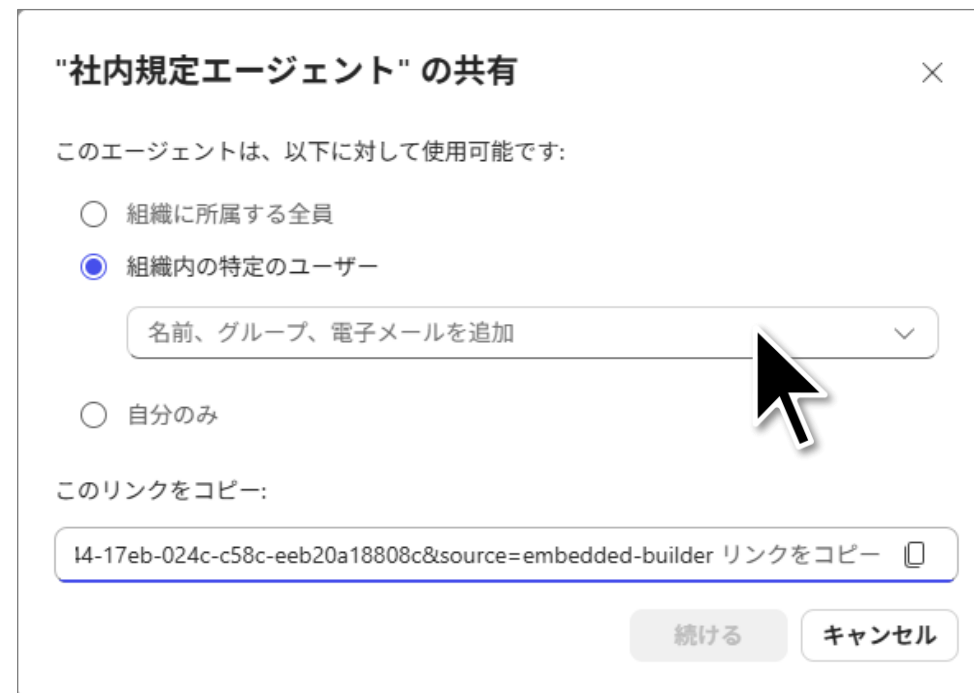 "社内規定エージェント" の共有
このエージェントは、以下に対して使用可能です:
組織に所属する全員
組織内の特定のユーザー
名前、グループ、電子メールを追加
自分のみ
このリンクをコピー:
44-17eb-024c-c58c-eeb20a18808c&source=embedded-builder リンクをコピー
続ける キャンセル